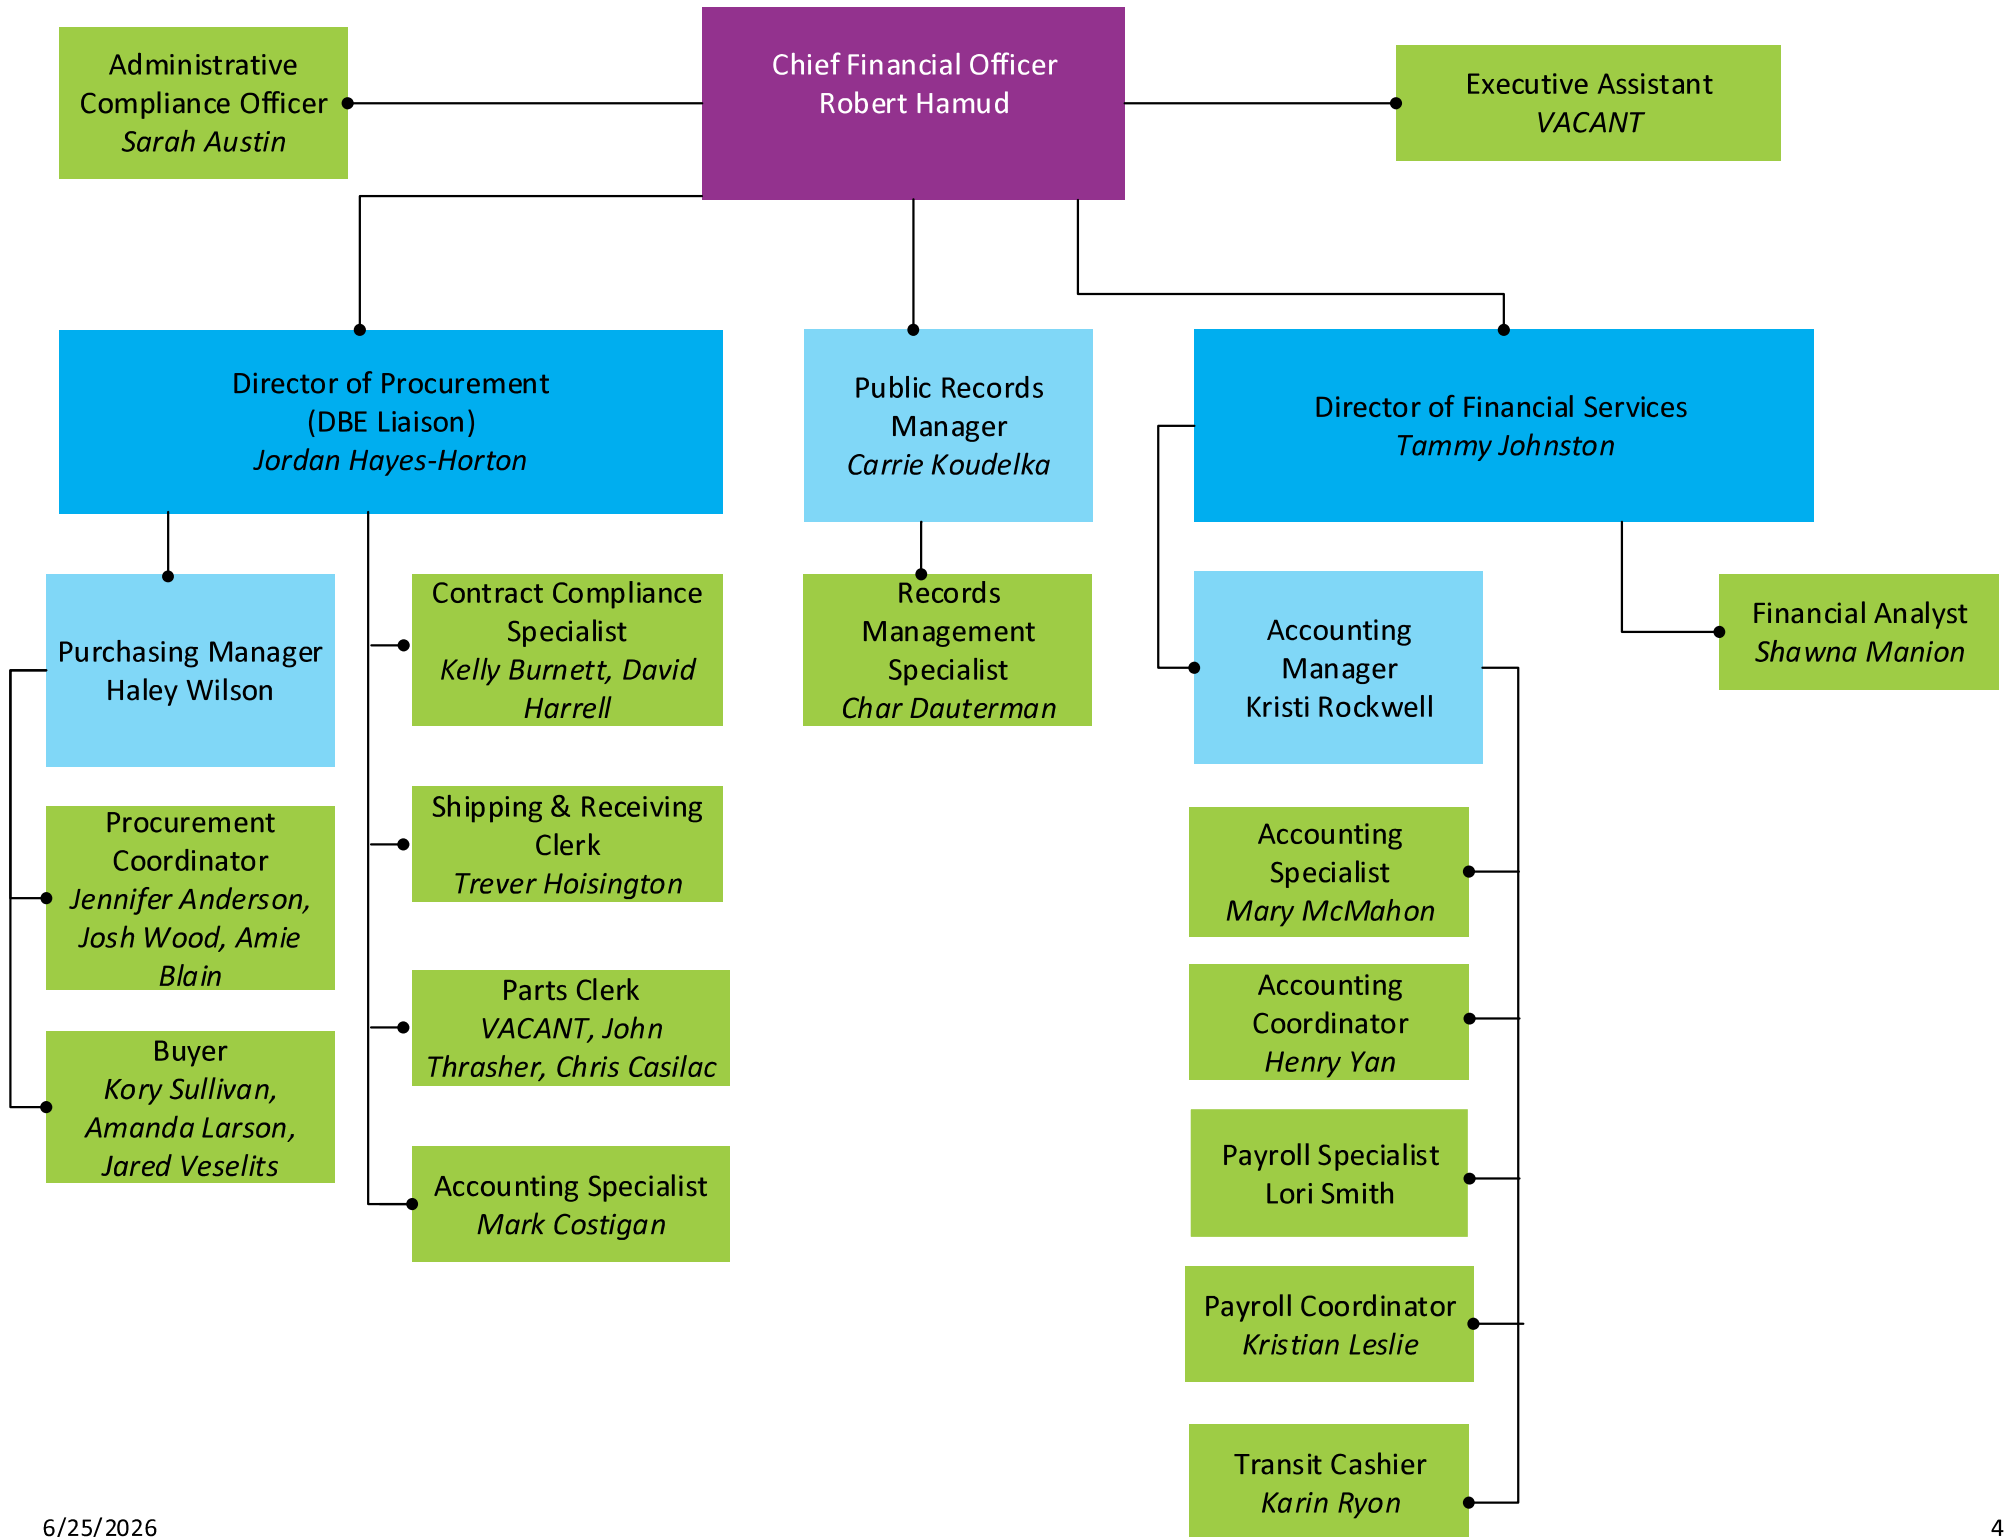 Administrative
Compliance Officer
Sarah Austin
Chief Financial Officer
Robert Hamud
Executive Assistant
VACANT
Director of Procurement
(DBE Liaison)
Jordan Hayes-Horton
Public Records
Manager
Carrie Koudelka
Director of Financial Services
Tammy Johnston
Purchasing Manager
Haley Wilson
Contract Compliance
Specialist
Kelly Burnett, David
Harrell
Records
Management
Specialist
Char Dauterman
Accounting
Manager
Kristi Rockwell
Financial Analyst
Shawna Manion
Procurement
Coordinator
Jennifer Anderson,
Josh Wood, Amie
Blain
Shipping & Receiving
Clerk
Trever Hoisington
Accounting
Specialist
Mary McMahon
Buyer
Kory Sullivan,
Amanda Larson,
Jared Veselits
Parts Clerk
VACANT, John
Thrasher, Chris Casilac
Accounting
Coordinator
Henry Yan
Accounting Specialist
Mark Costigan
Payroll Specialist
Lori Smith
Payroll Coordinator
Kristian Leslie
Transit Cashier
Karin Ryon
6/25/2026
4